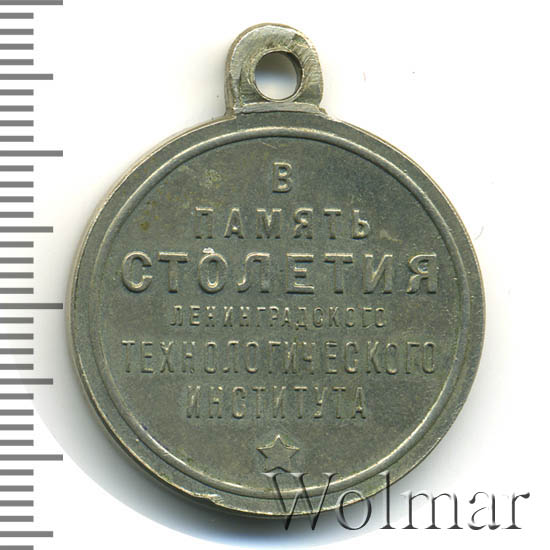 В
ПАМЯТЬ
СТОЛЕТИЯ
ЛЕНИНГРАДСКОГО
ТЕХНОЛОГИЧЕСКОГО
ИНСТИТУТА
Wolmar